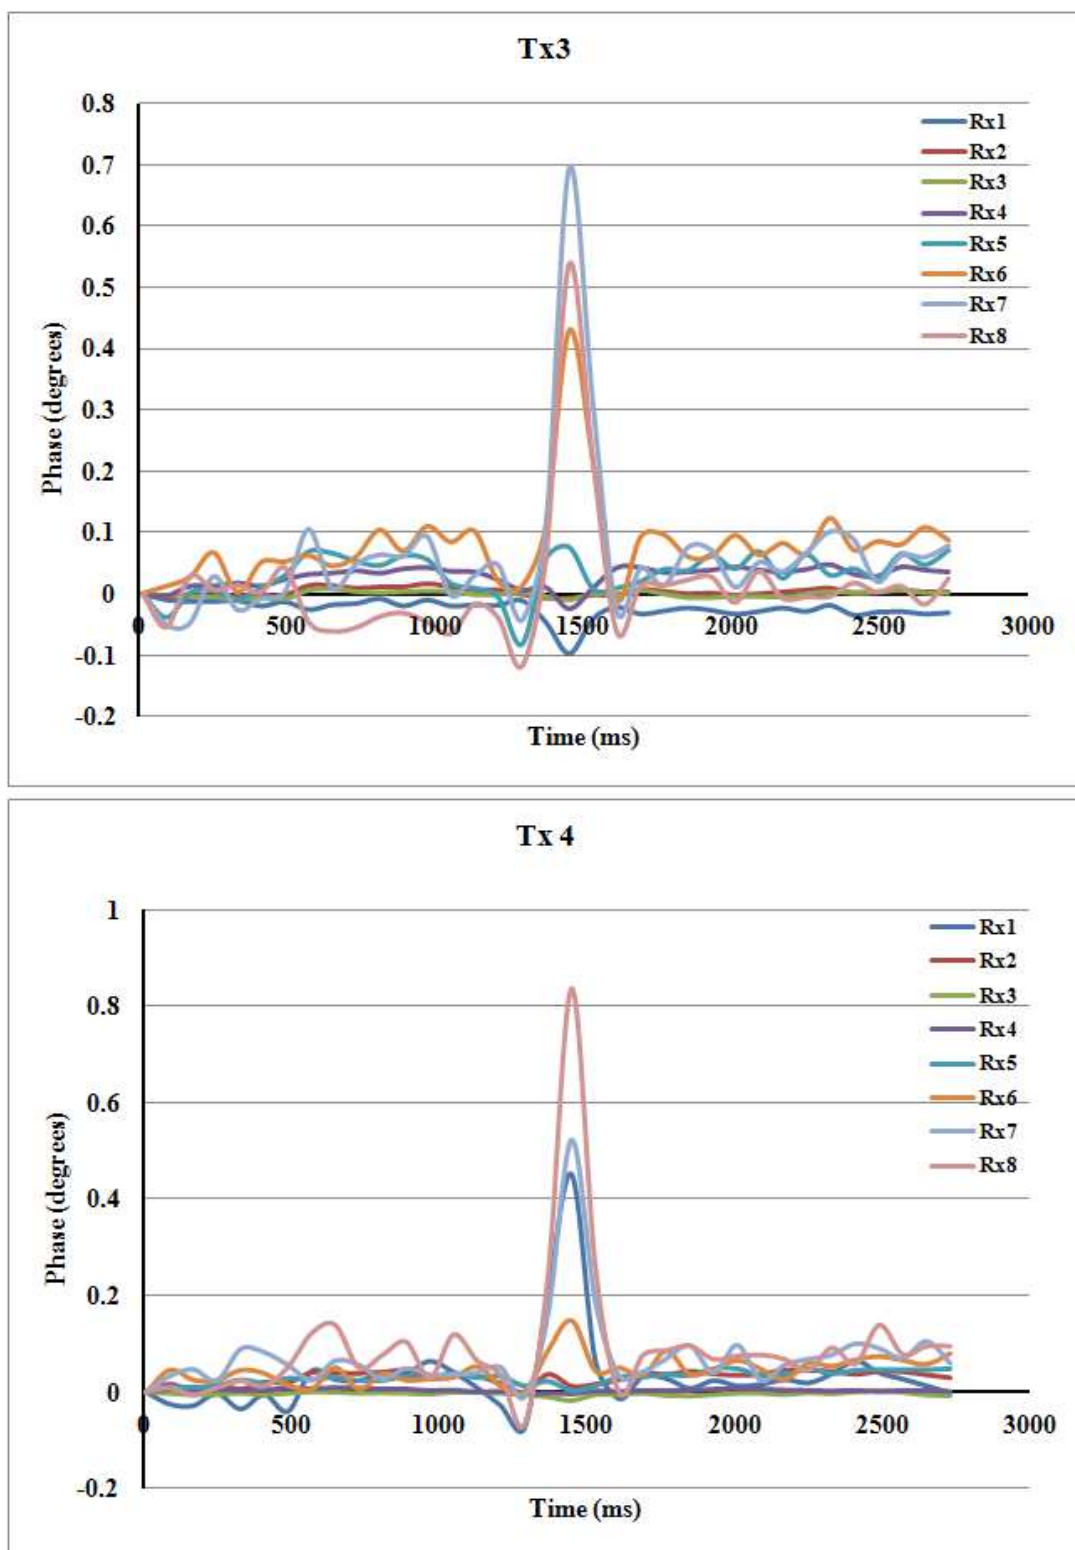 Tx3
0.8
0.7
0.6
0.5
0.4
0.3
0.2
0.1
0
-0.1
-0.2
Phase (degrees)
0 500 1000 1500 2000 2500 3000
Time (ms)
Rx1
Rx2
Rx3
Rx4
Rx5
Rx6
Rx7
Rx8
Tx 4
1
0.8
0.6
0.4
0.2
0
-0.2
Phase (degrees)
0 500 1000 1500 2000 2500 3000
Time (ms)
Rx1
Rx2
Rx3
Rx4
Rx5
Rx6
Rx7
Rx8